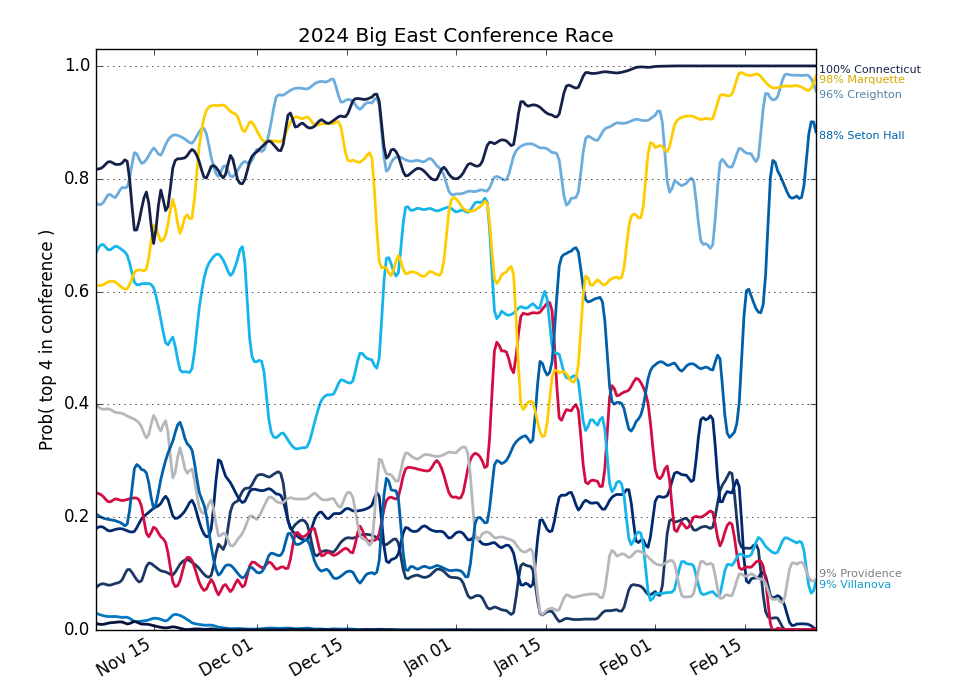 2024 Big East Conference Race
Prob( top 4 in conference )
1.0
0.8
0.6
0.4
0.2
0.0
Nov 15
Dec 01
Dec 15
Jan 01
Jan 15
Feb 01
Feb 15
100% Connecticut
98% Marquette
96% Creighton
88% Seton Hall
9% Providence
9% Villanova